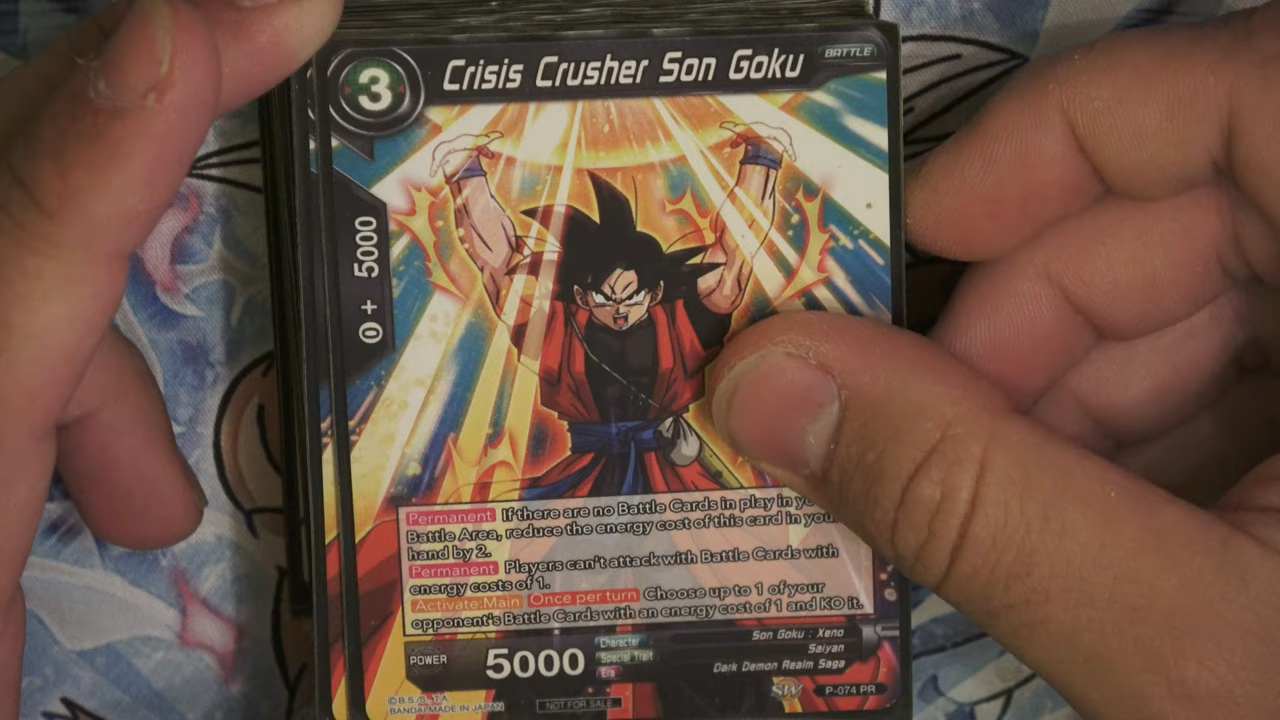 3
Crisis Crusher Son Goku
BATTLE
0 + 5000
Permanent If there are no Battle Cards in play in
Battle Area, reduce the energy cost of this card in your
hand by 2.
Permanent Players can't attack with Battle Cards with
energy costs of 1.
Activate:Main Once per turn Choose up to 1 of your
opponent's Battle Cards with an energy cost of 1 and KO it.
POWER 5000
Character Son Goku : Xeno
Special Trait Saiyan
Era Dark Demon Realm Saga
SW P-074 PR
©B.S./S., T.A.
BANDAI MADE IN JAPAN
NOT FOR SALE